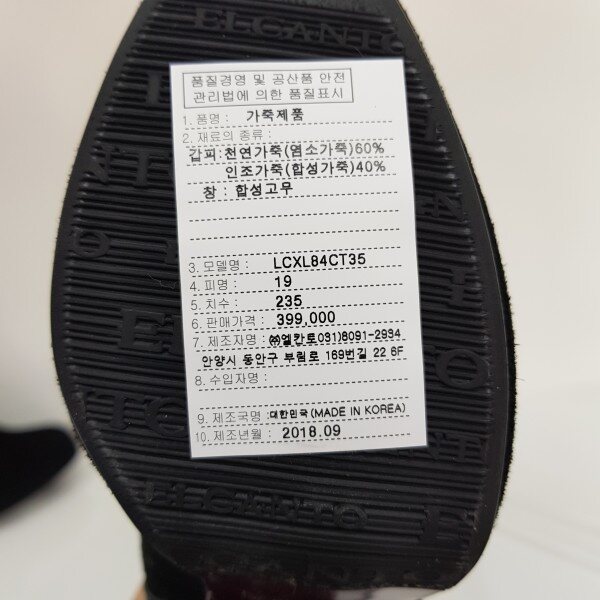 ELCANTO
품질경영 및 공산품 안전
관리법에 의한 품질표시
1. 품명 : 가죽제품
2. 재료의 종류 :
갑피:천연가죽(염소가죽)60%
인조가죽(합성가죽)40%
창 : 합성고무
3. 모델명 : LCXL84CT35
4. 피명 : 19
5. 치수 : 235
6. 판매가격 : 399,000
7. 제조자명 : ㈜엘칸토031)8091-2934
안양시 동안구 부림로 169번길 22 6F
8. 수입자명 :
9. 제조국명 :대한민국(MADE IN KOREA)
10. 제조년월 : 2018.09
ELCANTO